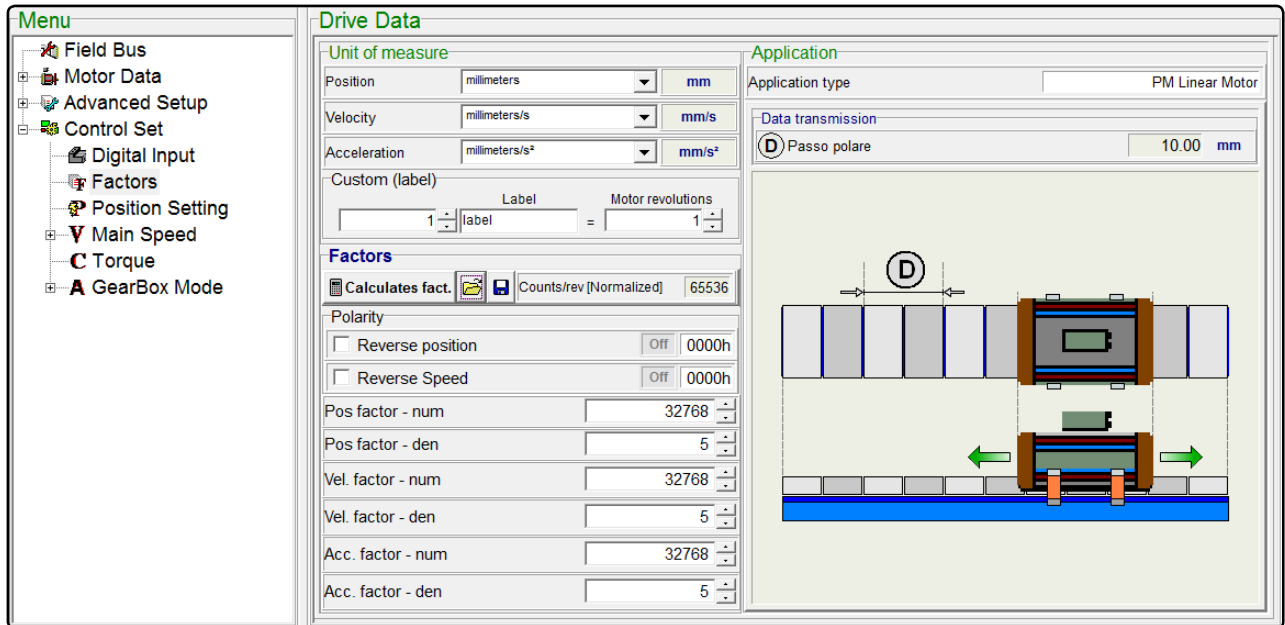 Menu
Field Bus
Motor Data
Advanced Setup
Control Set
Digital Input
Factors
Position Setting
V Main Speed
C Torque
A GearBox Mode
Drive Data
Unit of measure
Position millimeters mm
Velocity millimeters/s mm/s
Acceleration millimeters/s² mm/s²
Custom (label)
Label Motor revolutions
1 label = 1
Factors
Calculates fact. Counts/rev [Normalized] 65536
Polarity
Reverse position Off 0000h
Reverse Speed Off 0000h
Pos factor - num 32768
Pos factor - den 5
Vel. factor - num 32768
Vel. factor - den 5
Acc. factor - num 32768
Acc. factor - den 5
Application
Application type PM Linear Motor
Data transmission
D Passo polare 10.00 mm
D